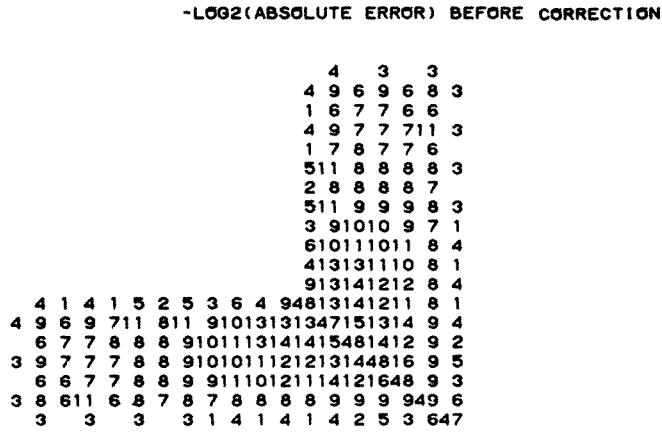 -LOG2(ABSOLUTE ERROR) BEFORE CORRECTION
4 3 3
4 9 6 9 6 8 3
1 6 7 7 6 6
4 9 7 7 711 3
1 7 8 7 7 6
511 8 8 8 8 3
2 8 8 8 8 7
511 9 9 9 8 3
3 91010 9 7 1
610111011 8 4
413131110 8 1
913141212 8 4
4 1 4 1 5 2 5 3 6 4 94813141211 8 1
4 9 6 9 711 811 91013131347151314 9 4
6 7 7 8 8 8 9101113141415481412 9 2
3 9 7 7 7 8 8 9101011121213144816 9 5
6 6 7 7 8 8 9 91110121114121648 9 3
3 8 611 6 8 7 8 7 8 8 8 8 9 9 9 949 6
3 3 3 3 1 4 1 4 1 4 2 5 3 647